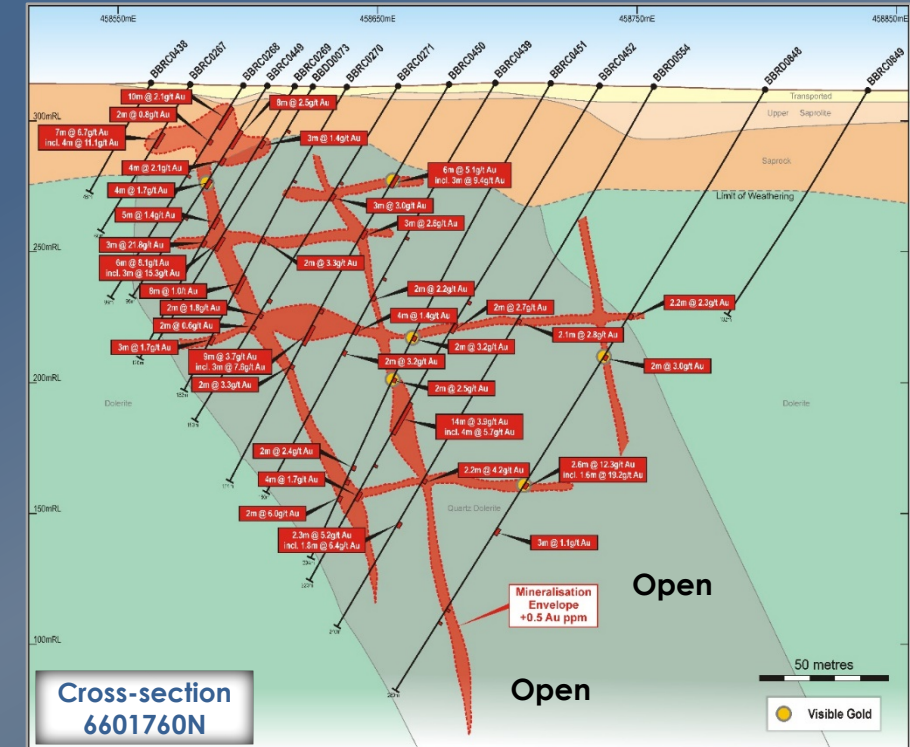 458550mE
458650mE
458750mE
458850mE
BBRC0438
BBRC0267
BBRC0268
BBRC0449
BBRC0269
BBDD0073
BBRC0270
BBRC0271
BBRC0450
BBRC0439
BBRC0451
BBRC0452
BBRD0554
BBRD0848
BBRC0849
Transported
Upper Saprolite
Saprock
Limit of Weathering
300mRL
250mRL
200mRL
150mRL
100mRL
10m @ 2.1g/t Au
2m @ 0.8g/t Au
8m @ 2.5g/t Au
7m @ 6.7g/t Au
incl. 4m @ 11.1g/t Au
3m @ 1.4g/t Au
4m @ 2.1g/t Au
6m @ 5.1g/t Au
incl. 3m @ 9.4g/t Au
4m @ 1.7g/t Au
3m @ 3.0g/t Au
5m @ 1.4g/t Au
3m @ 2.6g/t Au
3m @ 21.8g/t Au
2m @ 3.3g/t Au
6m @ 8.1g/t Au
incl. 3m @ 15.3g/t Au
8m @ 1.0/t Au
2m @ 2.2g/t Au
2m @ 1.8g/t Au
4m @ 1.4g/t Au
2m @ 2.7g/t Au
2.2m @ 2.3g/t Au
2m @ 0.6g/t Au
2.1m @ 2.8g/t Au
3m @ 1.7g/t Au
2m @ 3.2g/t Au
9m @ 3.7g/t Au
incl. 3m @ 7.6g/t Au
2m @ 3.2g/t Au
2m @ 3.0g/t Au
2m @ 3.3g/t Au
2m @ 2.5g/t Au
Dolerite
Dolerite
14m @ 3.9g/t Au
incl. 4m @ 5.7g/t Au
2m @ 2.4g/t Au
2.2m @ 4.2g/t Au
2.6m @ 12.3g/t Au
incl. 1.6m @ 19.2g/t Au
4m @ 1.7g/t Au
2m @ 6.0g/t Au
Quartz Dolerite
2.3m @ 5.2g/t Au
incl. 1.8m @ 6.4g/t Au
3m @ 1.1g/t Au
Open
Mineralisation
Envelope
+0.5 Au ppm
Open
50 metres
Visible Gold
Cross-section
6601760N